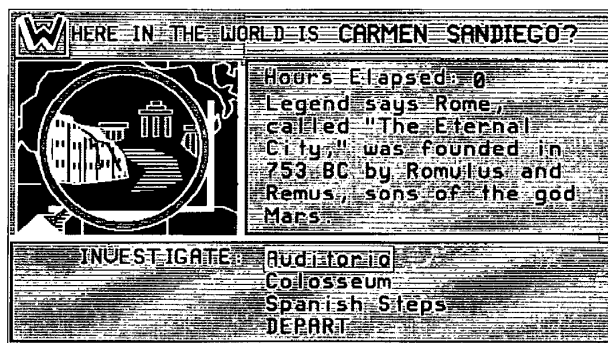 WHERE IN THE WORLD IS CARMEN SANDIEGO?
Hours Elapsed: 0
Legend says Rome,
called "The Eternal
City," was founded in
753 BC by Romulus and
Remus, sons of the god
Mars.
INVESTIGATE:
Auditorio
Colosseum
Spanish Steps
DEPART